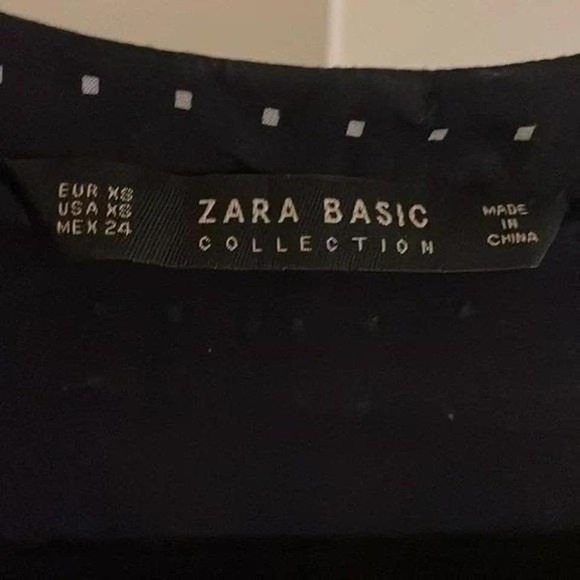 EUR XS
USA XS
MEX 24
ZARA BASIC
COLLECTION
MADE
IN
CHINA